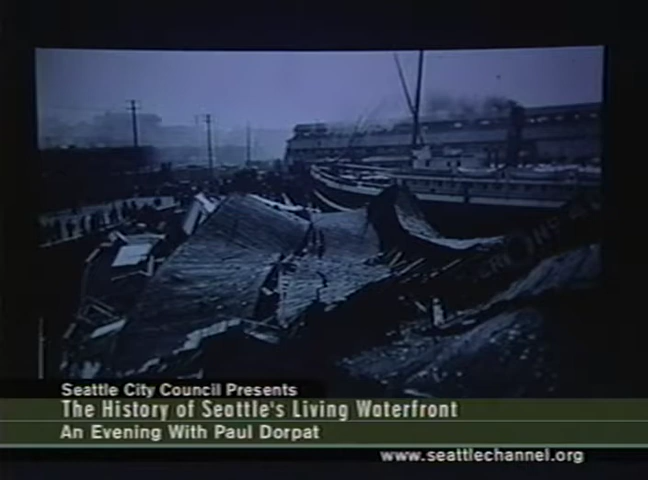 Seattle City Council Presents
The History of Seattle's Living Waterfront
An Evening With Paul Dorpat
www.seattlechannel.org